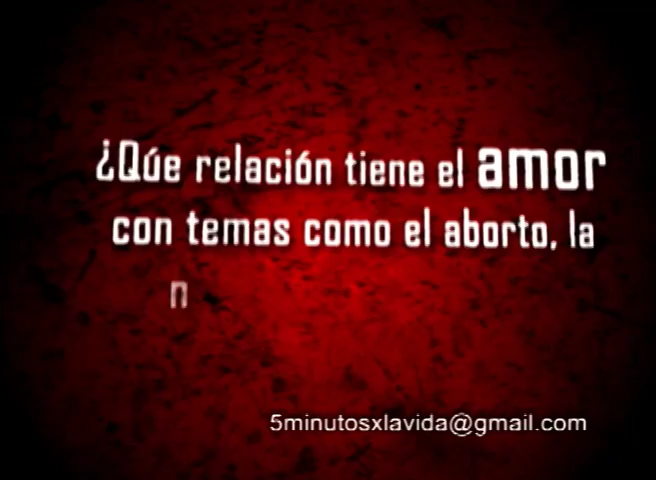 ¿Qúe relación tiene el amor
con temas como el aborto, la
n
5minutosxlavida@gmail.com